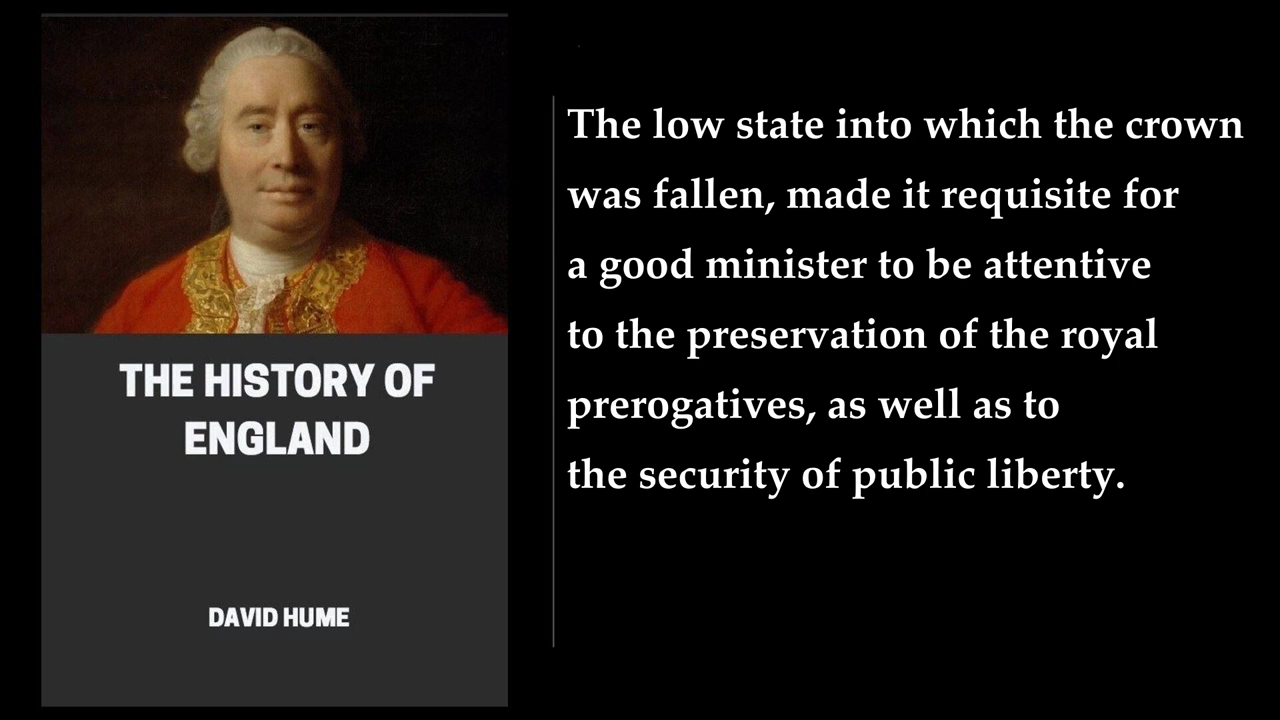 THE HISTORY OF
ENGLAND
DAVID HUME
The low state into which the crown
was fallen, made it requisite for
a good minister to be attentive
to the preservation of the royal
prerogatives, as well as to
the security of public liberty.